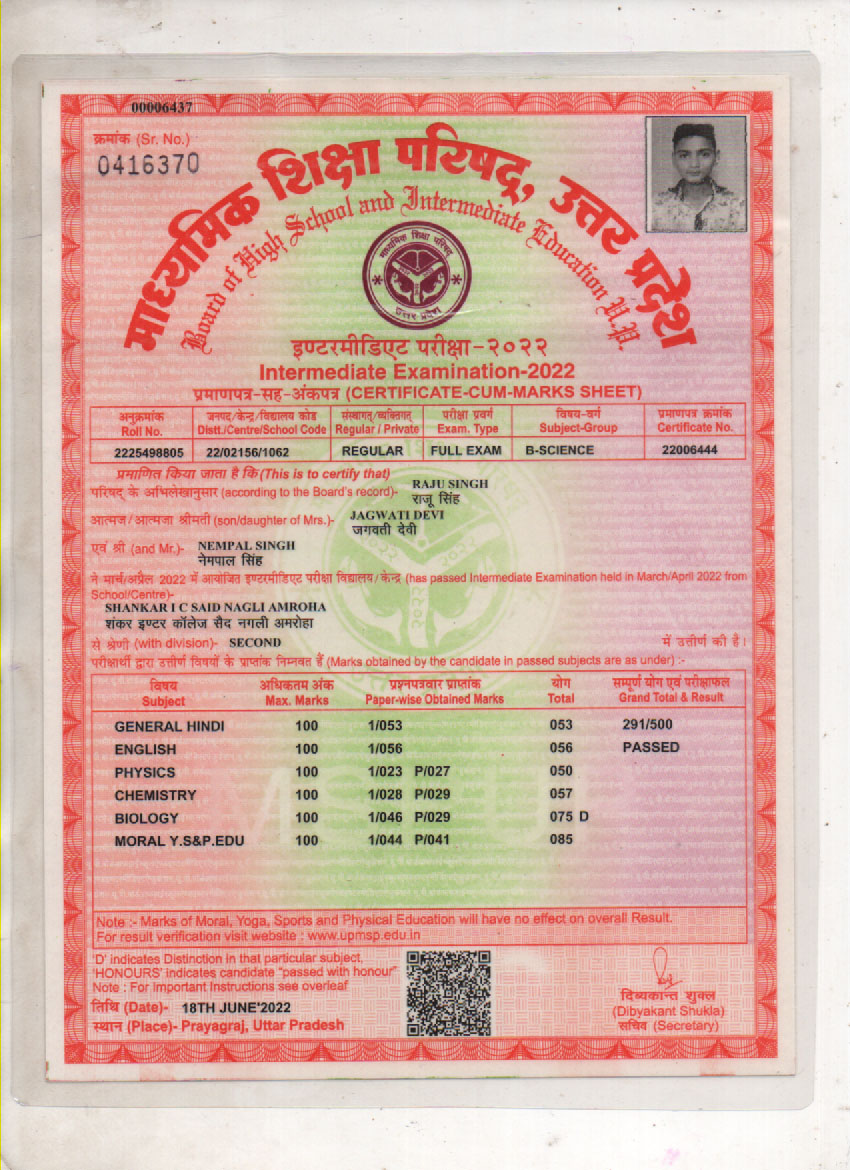 00006437
क्रमांक (Sr. No.)
0416370
माध्यमिक शिक्षा परिषद्, उत्तर प्रदेश
Board of High School and Intermediate Education U.P.
माध्यमिक शिक्षा परिषद
उत्तर प्रदेश
इण्टरमीडिएट परीक्षा-२०२२
Intermediate Examination-2022
प्रमाणपत्र-सह-अंकपत्र (CERTIFICATE-CUM-MARKS SHEET)
अनुक्रमांक जनपद/केन्द्र/विद्यालय कोड संस्थागत्/व्यक्तिगत् परीक्षा प्रवर्ग विषय-वर्ग प्रमाणपत्र क्रमांक
Roll No. Distt./Centre/School Code Regular / Private Exam. Type Subject-Group Certificate No.
2225498805 22/02156/1062 REGULAR FULL EXAM B-SCIENCE 22006444
प्रमाणित किया जाता है कि (This is to certify that)
परिषद् के अभिलेखानुसार (according to the Board's record)- RAJU SINGH
राजू सिंह
आत्मज/आत्मजा श्रीमती (son/daughter of Mrs.)- JAGWATI DEVI
जगवती देवी
एवं श्री (and Mr.)- NEMPAL SINGH
नेमपाल सिंह
ने मार्च/अप्रैल 2022 में आयोजित इण्टरमीडिएट परीक्षा विद्यालय/केन्द्र (has passed Intermediate Examination held in March/April 2022 from
School/Centre)-
SHANKAR I C SAID NAGLI AMROHA
शंकर इण्टर कॉलेज सैद नगली अमरोहा
से श्रेणी (with division)- SECOND में उत्तीर्ण की है।
परीक्षार्थी द्वारा उत्तीर्ण विषयों के प्राप्तांक निम्नवत हैं (Marks obtained by the candidate in passed subjects are as under) :-
विषय अधिकतम अंक प्रश्नपत्रवार प्राप्तांक योग सम्पूर्ण योग एवं परीक्षाफल
Subject Max. Marks Paper-wise Obtained Marks Total Grand Total & Result
GENERAL HINDI 100 1/053 053 291/500
ENGLISH 100 1/056 056 PASSED
PHYSICS 100 1/023 P/027 050
CHEMISTRY 100 1/028 P/029 057
BIOLOGY 100 1/046 P/029 075 D
MORAL Y.S&P.EDU 100 1/044 P/041 085
Note :- Marks of Moral, Yoga, Sports and Physical Education will have no effect on overall Result.
For result verification visit website : www.upmsp.edu.in
'D' indicates Distinction in that particular subject.
'HONOURS' indicates candidate "passed with honour"
Note : For Important Instructions see overleaf
तिथि (Date)- 18TH JUNE'2022
स्थान (Place)- Prayagraj, Uttar Pradesh
दिब्यकान्त शुक्ल
(Dibyakant Shukla)
सचिव (Secretary)